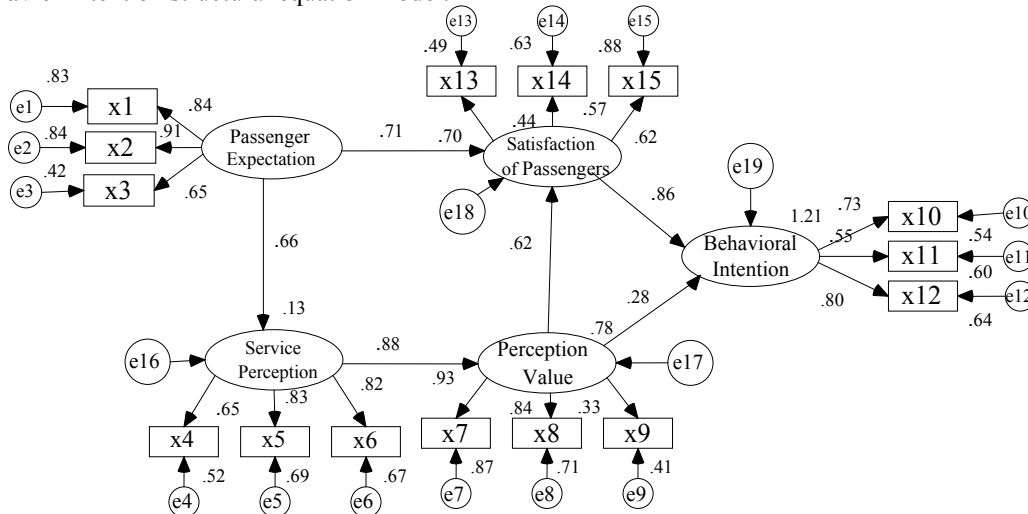 e13
e14
e15
.49
.63
.88
x13
x14
x15
.83
e1
x1
.84
e2
.84
x2
.91
e3
.42
x3
.65
Passenger
Expectation
.71
.70
.44
.57
.62
Satisfaction
of Passengers
e18
e19
.86
.66
.62
1.21
.73
.55
.80
Behavioral
Intention
x10
e10
.54
x11
e11
.60
x12
e12
.64
.28
.78
.13
e16
Service
Perception
.88
.93
Perception
Value
e17
.65
.83
.82
.84
.33
x4
x5
x6
x7
x8
x9
.52
.69
.67
.87
.71
.41
e4
e5
e6
e7
e8
e9